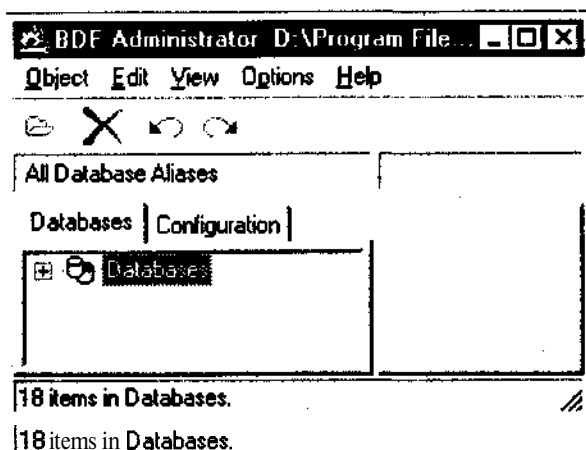 BDF Administrator D:\Program File...
Object Edit View Options Help
All Database Aliases
Databases Configuration
Databases
18 items in Databases.
18 items in Databases.